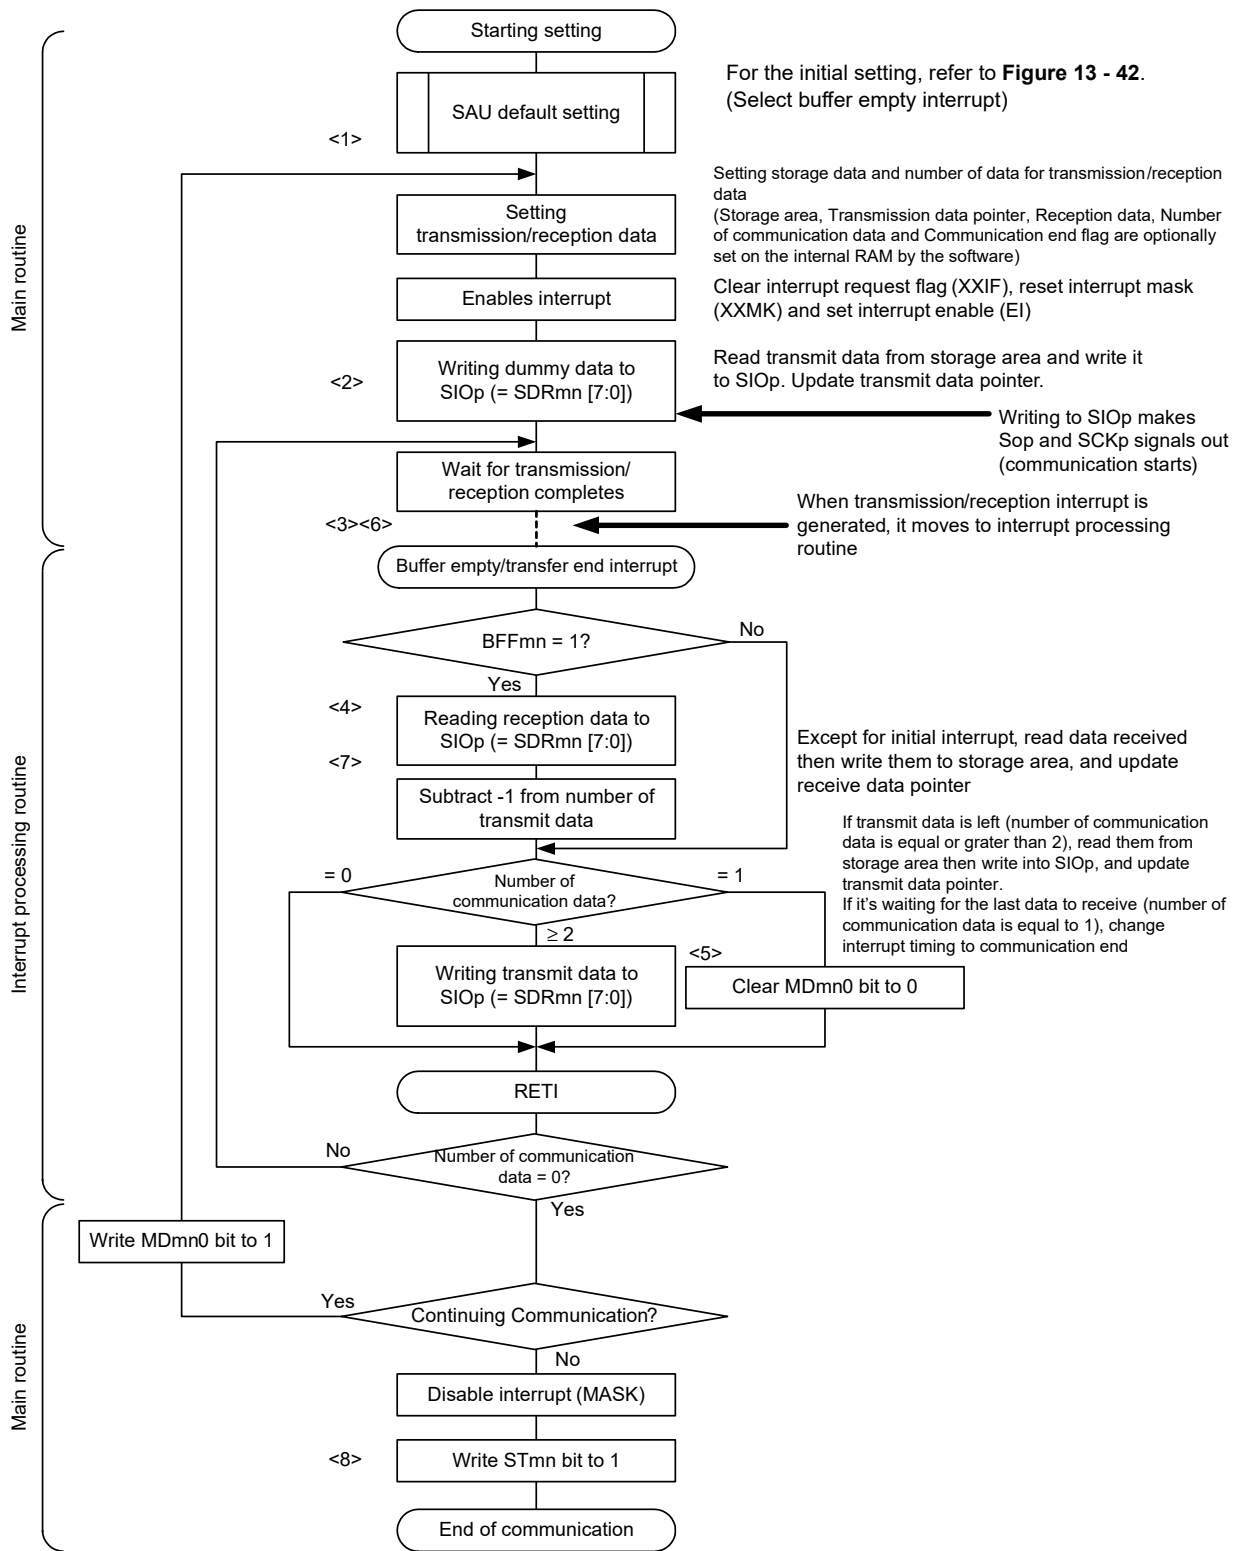 Starting setting
For the initial setting, refer to Figure 13 - 42.
(Select buffer empty interrupt)
SAU default setting
<1>
Main routine
Setting storage data and number of data for transmission/reception
data
(Storage area, Transmission data pointer, Reception data, Number
of communication data and Communication end flag are optionally
set on the internal RAM by the software)
Setting
transmission/reception data
Enables interrupt
Clear interrupt request flag (XXIF), reset interrupt mask
(XXMK) and set interrupt enable (EI)
<2>
Writing dummy data to
SIOp (= SDRmn [7:0])
Read transmit data from storage area and write it
to SIOp. Update transmit data pointer.
Writing to SIOp makes
Sop and SCKp signals out
(communication starts)
Wait for transmission/
reception completes
<3><6>
When transmission/reception interrupt is
generated, it moves to interrupt processing
routine
Interrupt processing routine
Buffer empty/transfer end interrupt
BFFmn = 1?
No
Yes
<4>
Reading reception data to
SIOp (= SDRmn [7:0])
<7>
Except for initial interrupt, read data received
then write them to storage area, and update
receive data pointer
Subtract -1 from number of
transmit data
If transmit data is left (number of communication
data is equal or grater than 2), read them from
storage area then write into SIOp, and update
transmit data pointer.
If it's waiting for the last data to receive (number of
communication data is equal to 1), change
interrupt timing to communication end
= 0
Number of
communication data?
= 1
≥ 2
<5>
Writing transmit data to
SIOp (= SDRmn [7:0])
Clear MDmn0 bit to 0
RETI
No
Number of communication
data = 0?
Yes
Main routine
Write MDmn0 bit to 1
Yes
Continuing Communication?
No
Disable interrupt (MASK)
<8>
Write STmn bit to 1
End of communication